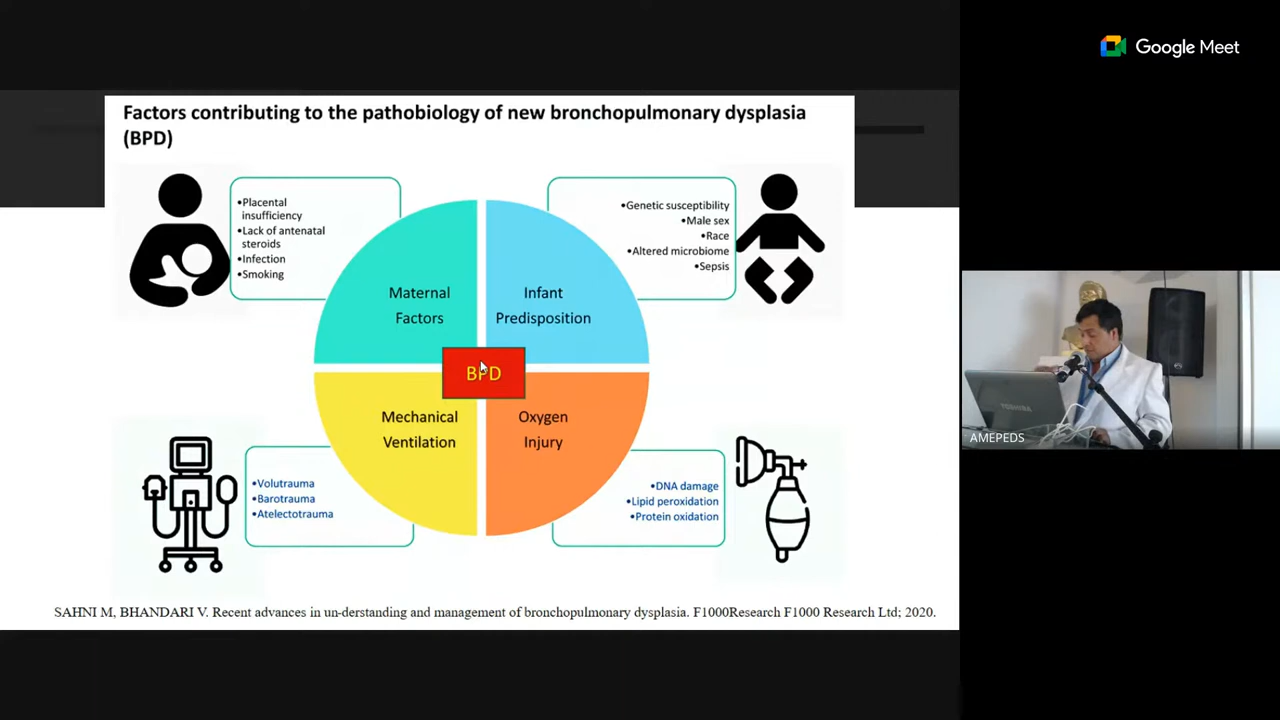 Google Meet
Factors contributing to the pathobiology of new bronchopulmonary dysplasia
(BPD)
•Placental
insufficiency
•Lack of antenatal
steroids
•Infection
•Smoking
•Genetic susceptibility
•Male sex
•Race
•Altered microbiome
•Sepsis
Maternal
Factors
Infant
Predisposition
BPD
Mechanical
Ventilation
Oxygen
Injury
•Volutrauma
•Barotrauma
•Atelectotrauma
•DNA damage
•Lipid peroxidation
•Protein oxidation
SAHNI M, BHANDARI V. Recent advances in un-derstanding and management of bronchopulmonary dysplasia. F1000Research F1000 Research Ltd; 2020.
TOSHIBA
AMEPEDS